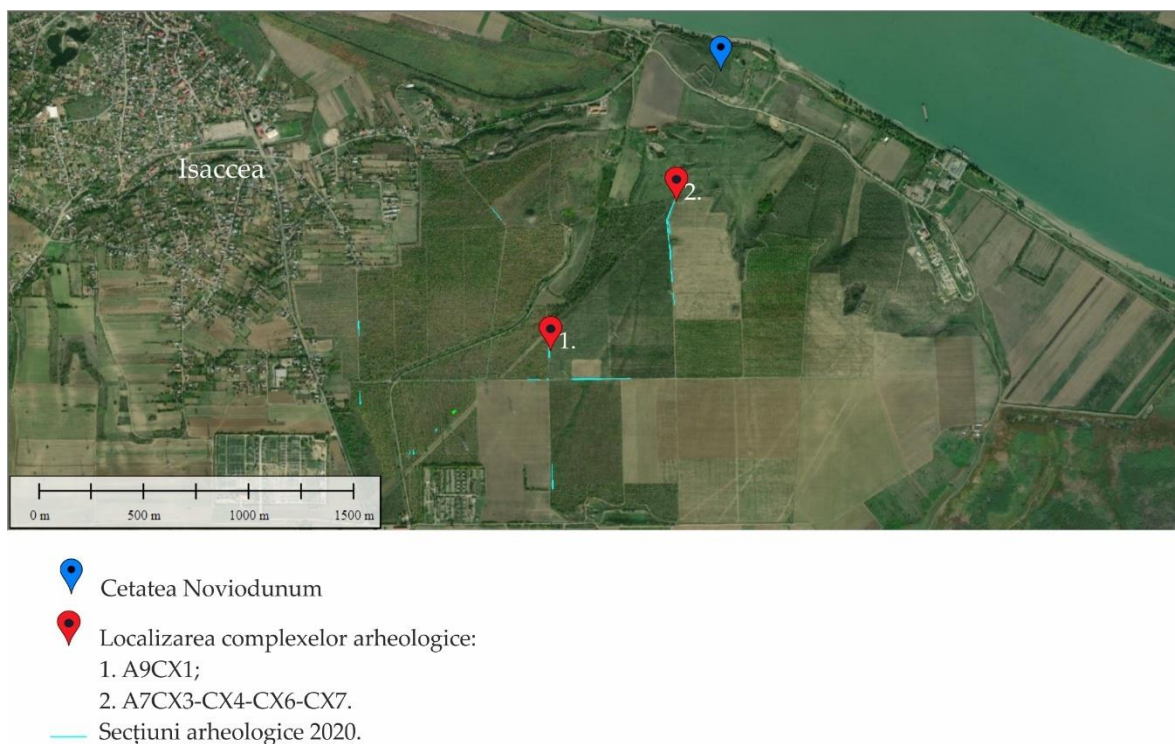 Isaccea
2.
1.
0 m 500 m 1000 m 1500 m
Cetatea Noviodunum
Localizarea complexelor arheologice:
1. A9CX1;
2. A7CX3-CX4-CX6-CX7.
Secțiuni arheologice 2020.